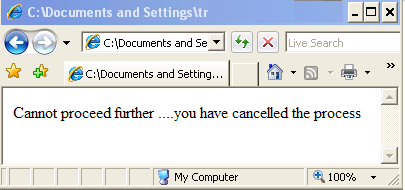 C:\Documents and Settings\tr
C:\Documents and Se
Live Search
C:\Documents and Setting...
Cannot proceed further ....you have cancelled the process
My Computer
100%